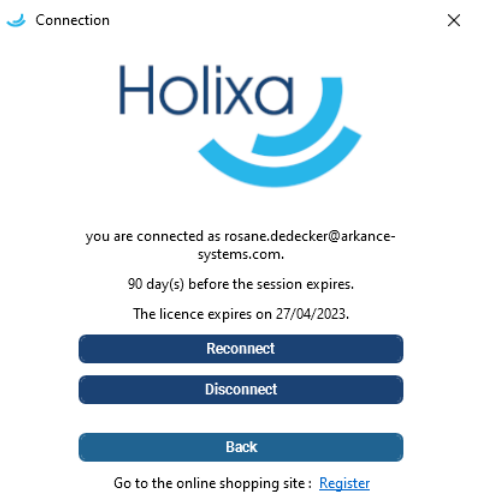 Connection
Holixa
you are connected as rosane.dedecker@arkance-
systems.com.
90 day(s) before the session expires.
The licence expires on 27/04/2023.
Reconnect
Disconnect
Back
Go to the online shopping site : Register